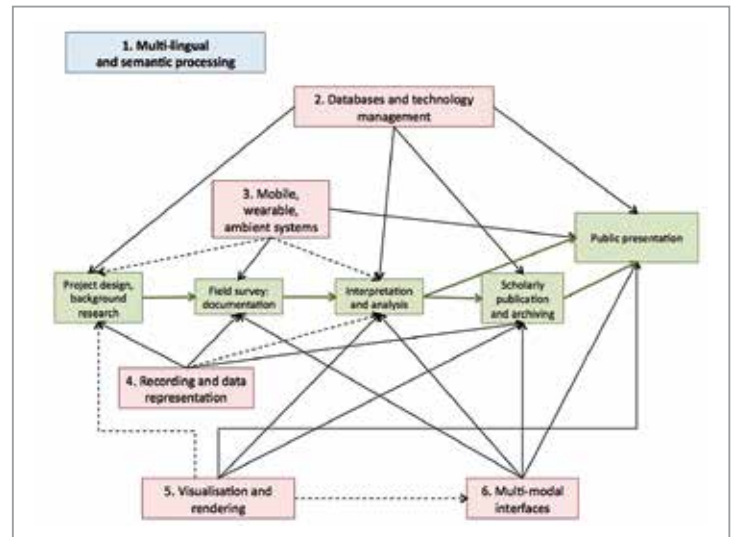 1. Multi-lingual
and semantic processing
2. Databases and technology
management
3. Mobile,
wearable,
ambient systems
Public presentation
Project design,
background
research
Field survey:
documentation
Interpretation
and analysis
Scholarly
publication
and archiving
4. Recording and data
representation
5. Visualisation and
rendering
6. Multi-modal
interfaces